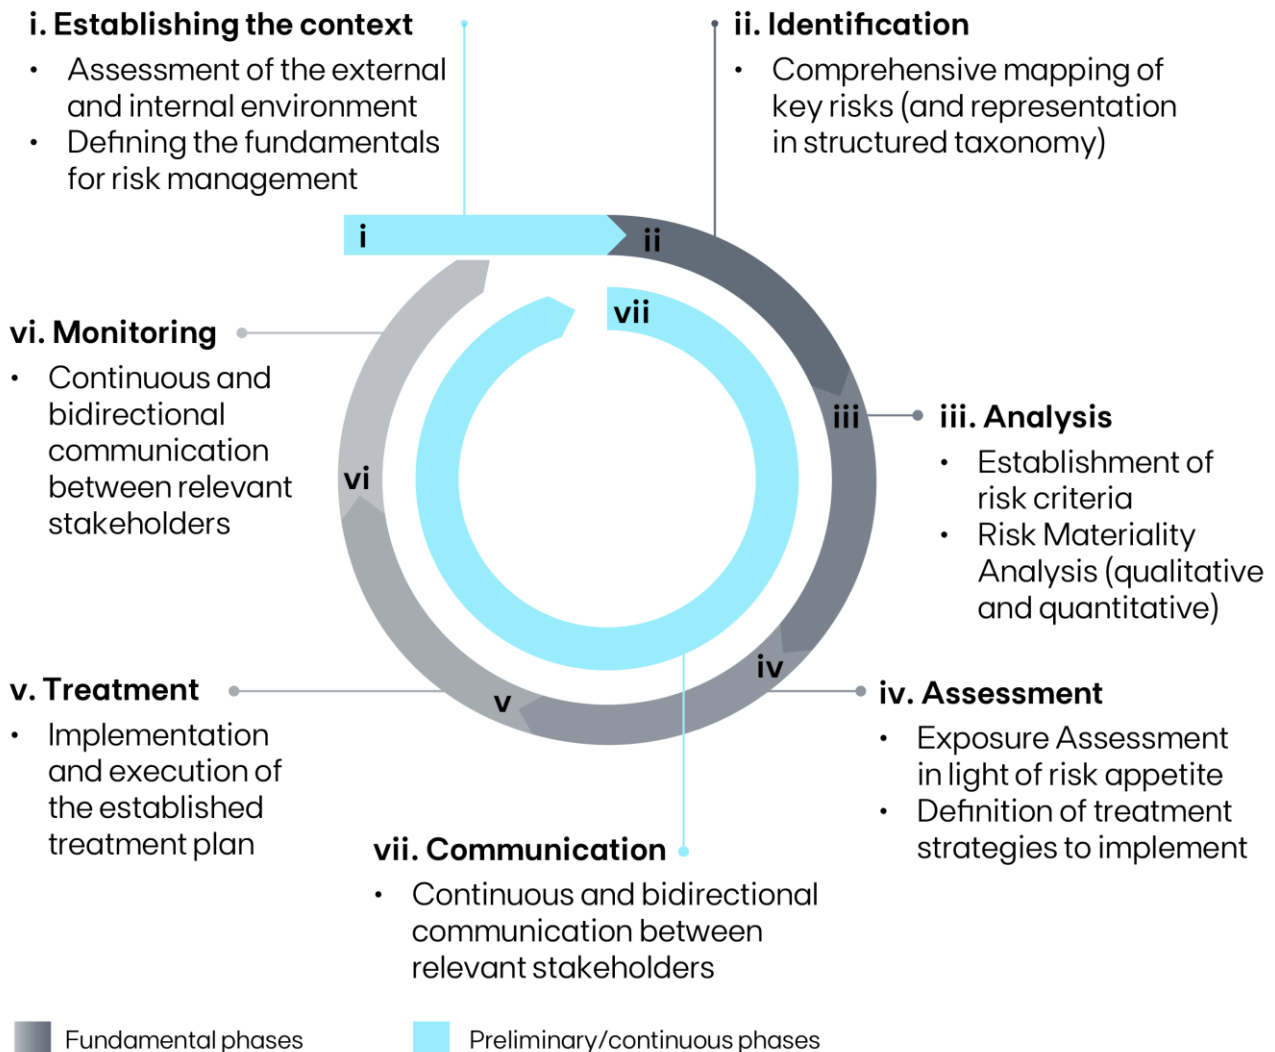 i. Establishing the context
• Assessment of the external
and internal environment
• Defining the fundamentals
for risk management
ii. Identification
• Comprehensive mapping of
key risks (and representation
in structured taxonomy)
i
ii
vii
vi. Monitoring
• Continuous and
bidirectional
communication
between relevant
stakeholders
iii
iii. Analysis
• Establishment of
risk criteria
• Risk Materiality
Analysis (qualitative
and quantitative)
vi
iv
v
v. Treatment
• Implementation
and execution of
the established
treatment plan
iv. Assessment
• Exposure Assessment
in light of risk appetite
• Definition of treatment
strategies to implement
vii. Communication
• Continuous and bidirectional
communication between
relevant stakeholders
Fundamental phases
Preliminary/continuous phases